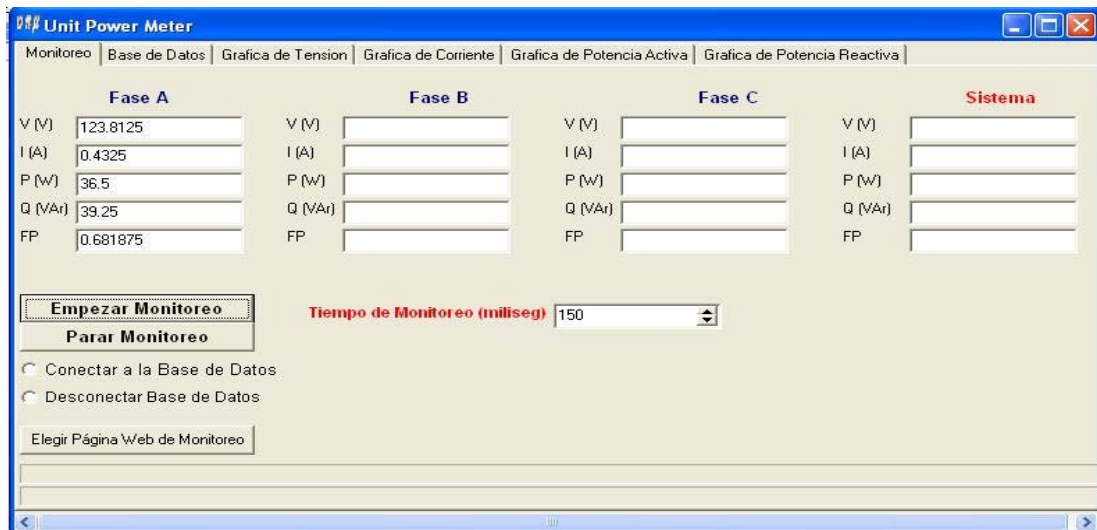 Unit Power Meter
Monitoreo Base de Datos Grafica de Tension Grafica de Corriente Grafica de Potencia Activa Grafica de Potencia Reactiva
Fase A Fase B Fase C Sistema
V (V) 123.8125 V (V) V (V) V (V)
I (A) 0.4325 I (A) I (A) I (A)
P (W) 36.5 P (W) P (W) P (W)
Q (VAr) 39.25 Q (VAr) Q (VAr) Q (VAr)
FP 0.681875 FP FP FP
Empezar Monitoreo Tiempo de Monitoreo (miliseg) 150
Parar Monitoreo
Conectar a la Base de Datos
Desconectar Base de Datos
Elegir Página Web de Monitoreo